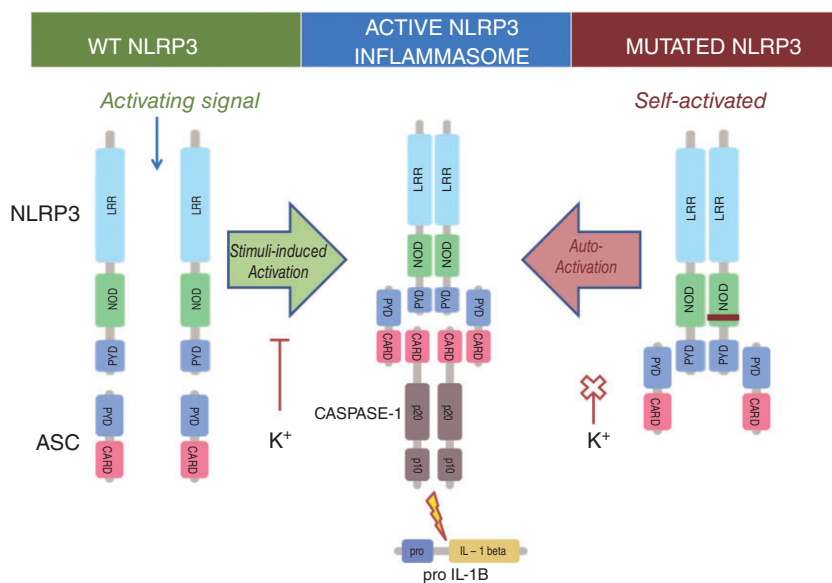 WT NLRP3
ACTIVE NLRP3
INFLAMMASOME
MUTATED NLRP3
Activating signal
Self-activated
NLRP3
LRR
LRR
NOD
NOD
PYD
PYD
ASC
PYD
PYD
CARD
CARD
Stimuli-induced
Activation
K+
LRR
LRR
NOD
NOD
PYD
PYD
PYD
PYD
CARD
CARD
CARD
CARD
CASPASE-1
p20
p20
p10
p10
pro
IL – 1 beta
pro IL-1B
Auto-
Activation
K+
LRR
LRR
NOD
NOD
PYD
PYD
PYD
PYD
CARD
CARD